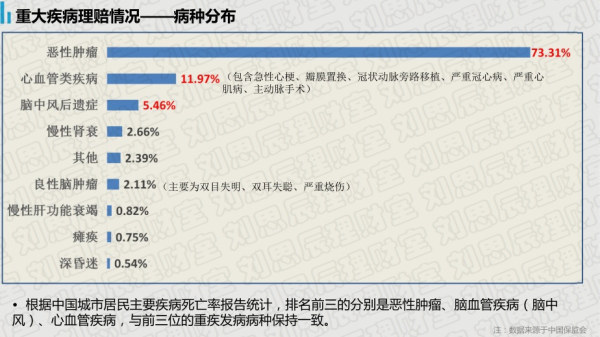 重大疾病理赔情况——病种分布
恶性肿瘤 73.31%
心血管类疾病 11.97%（包含急性心梗、瓣膜置换、冠状动脉旁路移植、严重冠心病、严重心
肌病、主动脉手术）
脑中风后遗症 5.46%
慢性肾衰 2.66%
其他 2.39%
良性脑肿瘤 2.11%（主要为双目失明、双耳失聪、严重烧伤）
慢性肝功能衰竭 0.82%
瘫痪 0.75%
深昏迷 0.54%
• 根据中国城市居民主要疾病死亡率报告统计，排名前三的分别是恶性肿瘤、脑血管疾病（脑中
风）、心血管疾病，与前三位的重疾发病病种保持一致。
注：数据来源于中国保监会